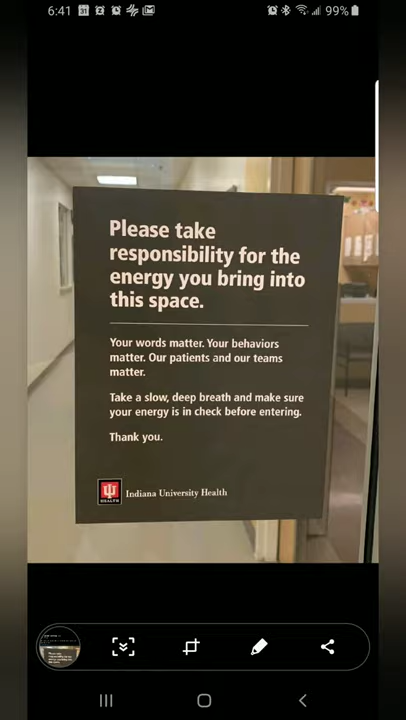 6:41
99%
Please take
responsibility for the
energy you bring into
this space.
Your words matter. Your behaviors
matter. Our patients and our teams
matter.
Take a slow, deep breath and make sure
your energy is in check before entering.
Thank you.
HEALTH
Indiana University Health